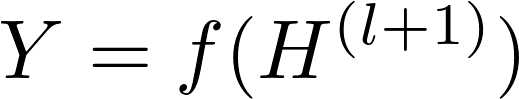 Y = f(H^{(l+1)})